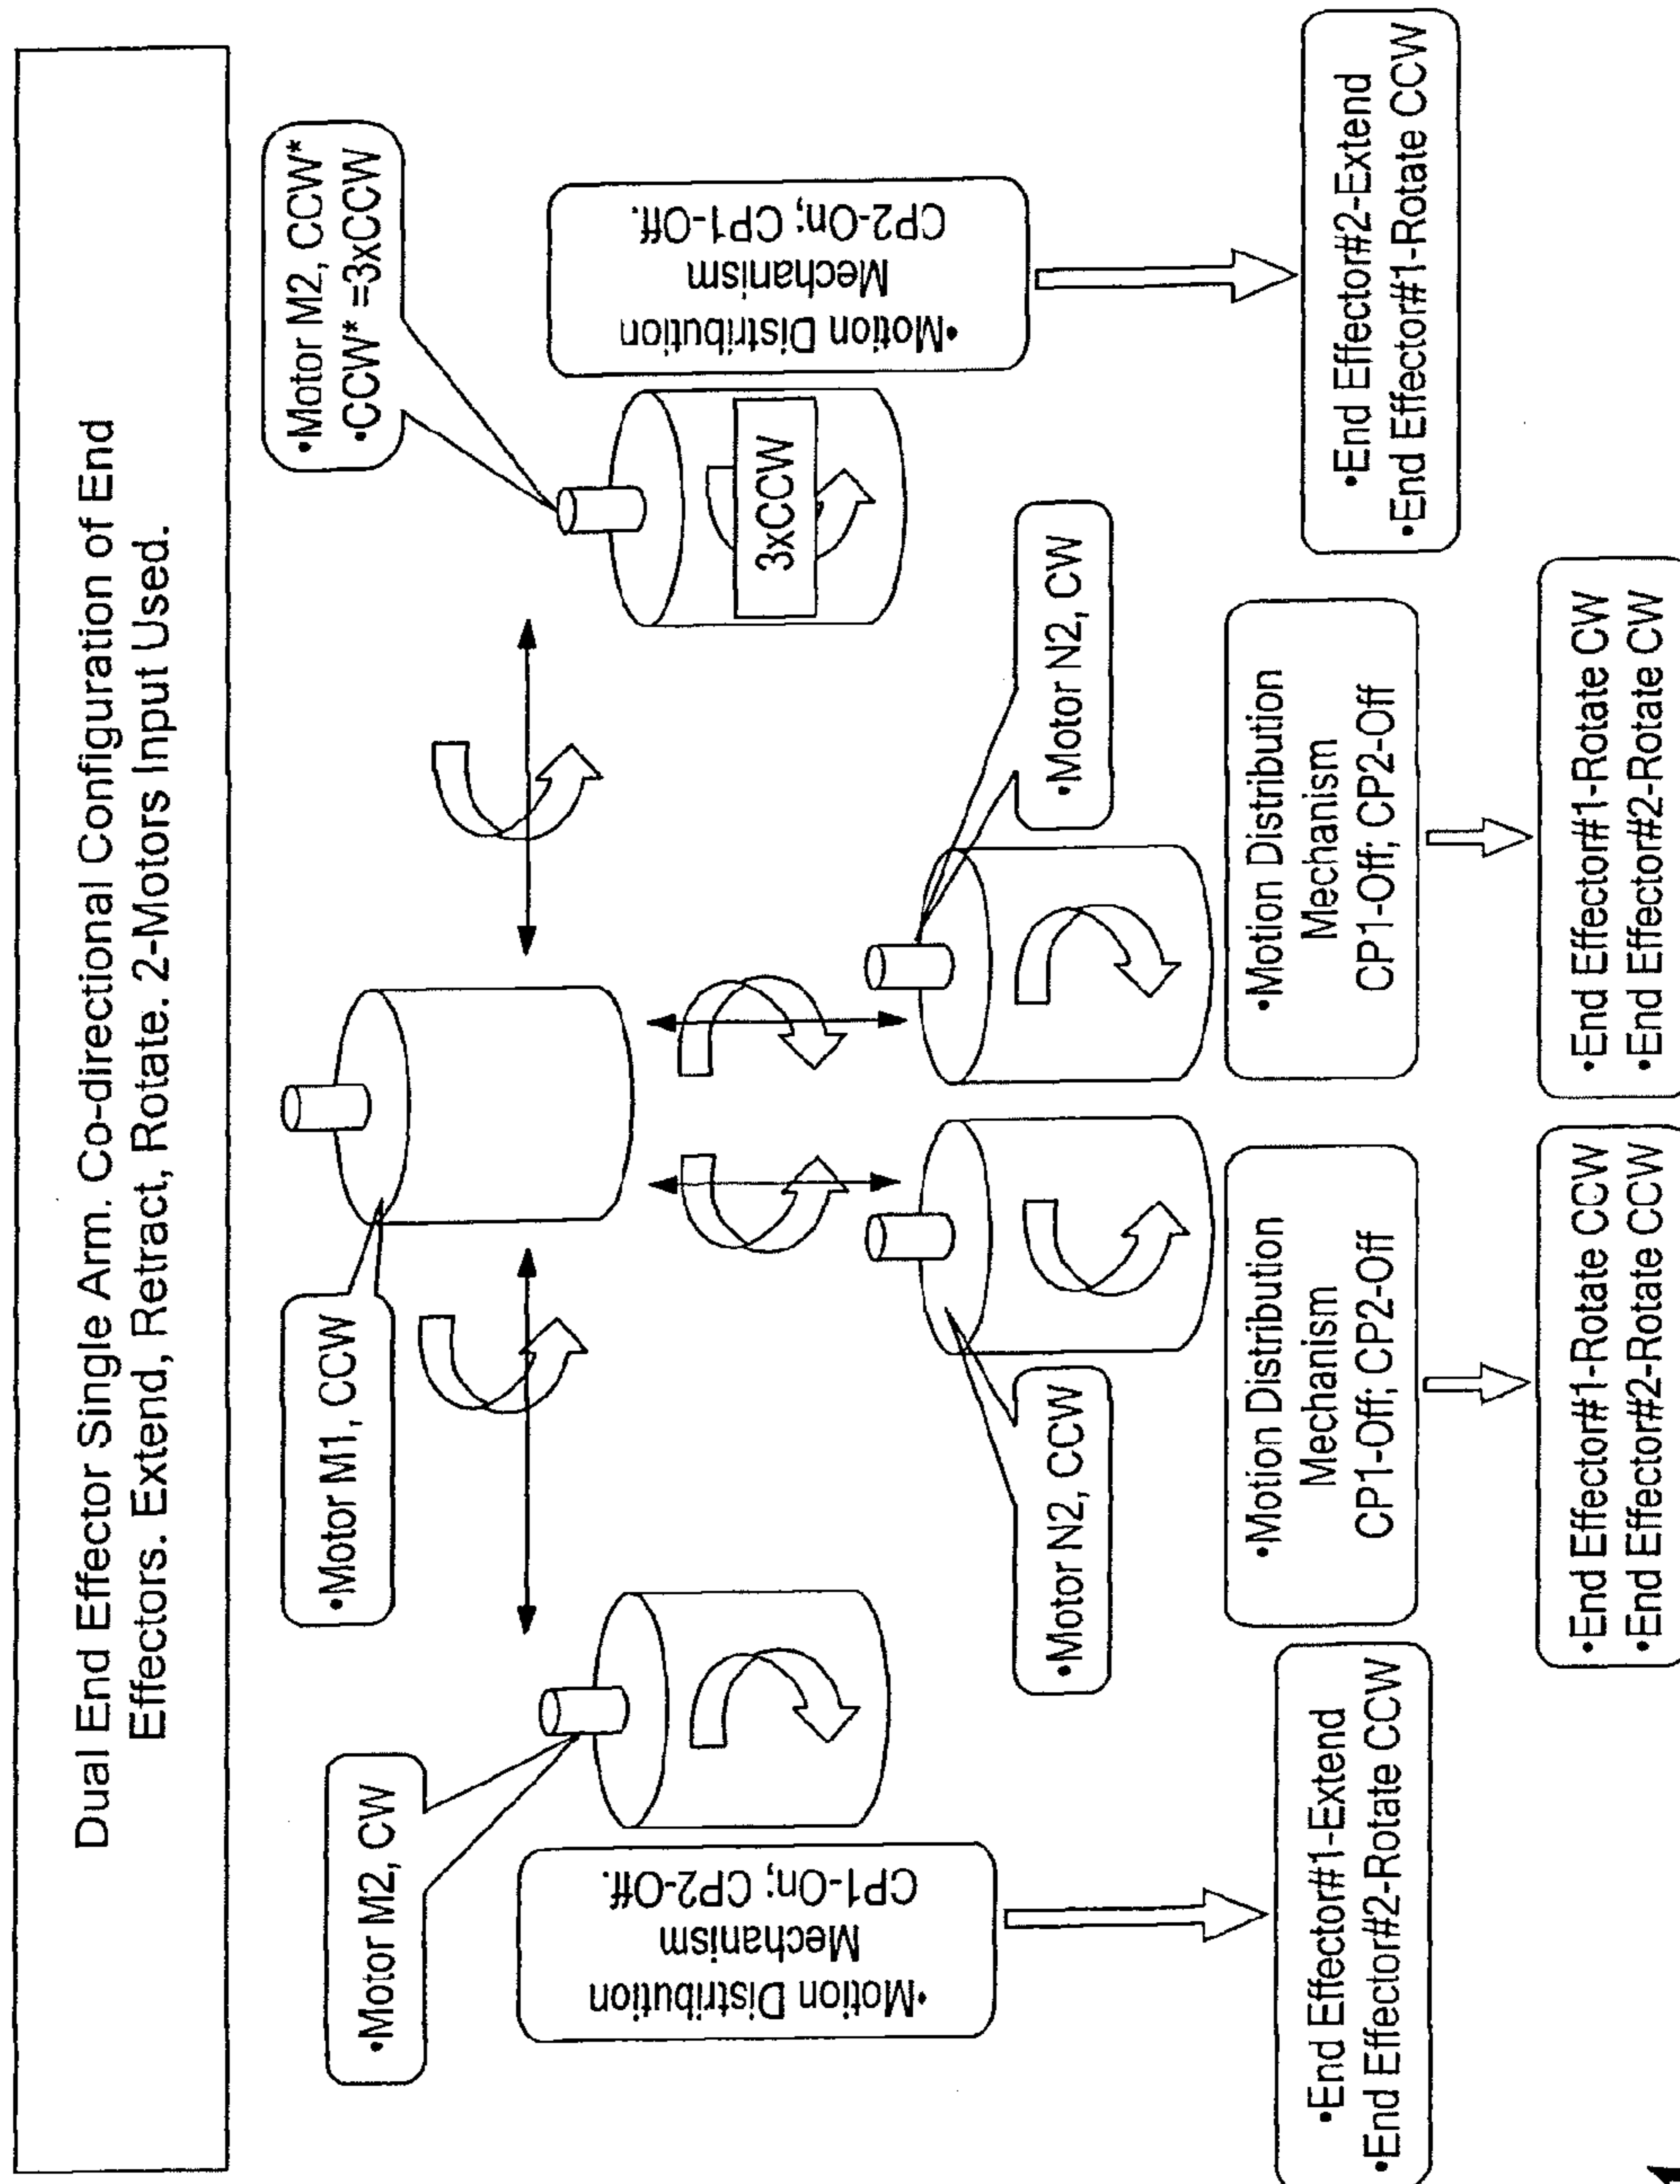 Dual End Effector Single Arm. Co-directional Configuration of End
Effectors. Extend, Retract, Rotate. 2-Motors Input Used.
•Motor M1, CCW
•Motor M2, CW
•Motion Distribution
Mechanism
CP1-On; CP2-Off.
•End Effector#1-Extend
•End Effector#2-Rotate CCW
•Motor N2, CCW
•Motion Distribution
Mechanism
CP1-Off; CP2-Off
•End Effector#1-Rotate CCW
•End Effector#2-Rotate CCW
•Motor N2, CW
•Motion Distribution
Mechanism
CP1-Off; CP2-Off
•End Effector#1-Rotate CW
•End Effector#2-Rotate CW
•Motor M2, CCW*
•CCW* =3xCCW
3xCCW
•Motion Distribution
Mechanism
CP2-On; CP1-Off.
•End Effector#2-Extend
•End Effector#1-Rotate CCW